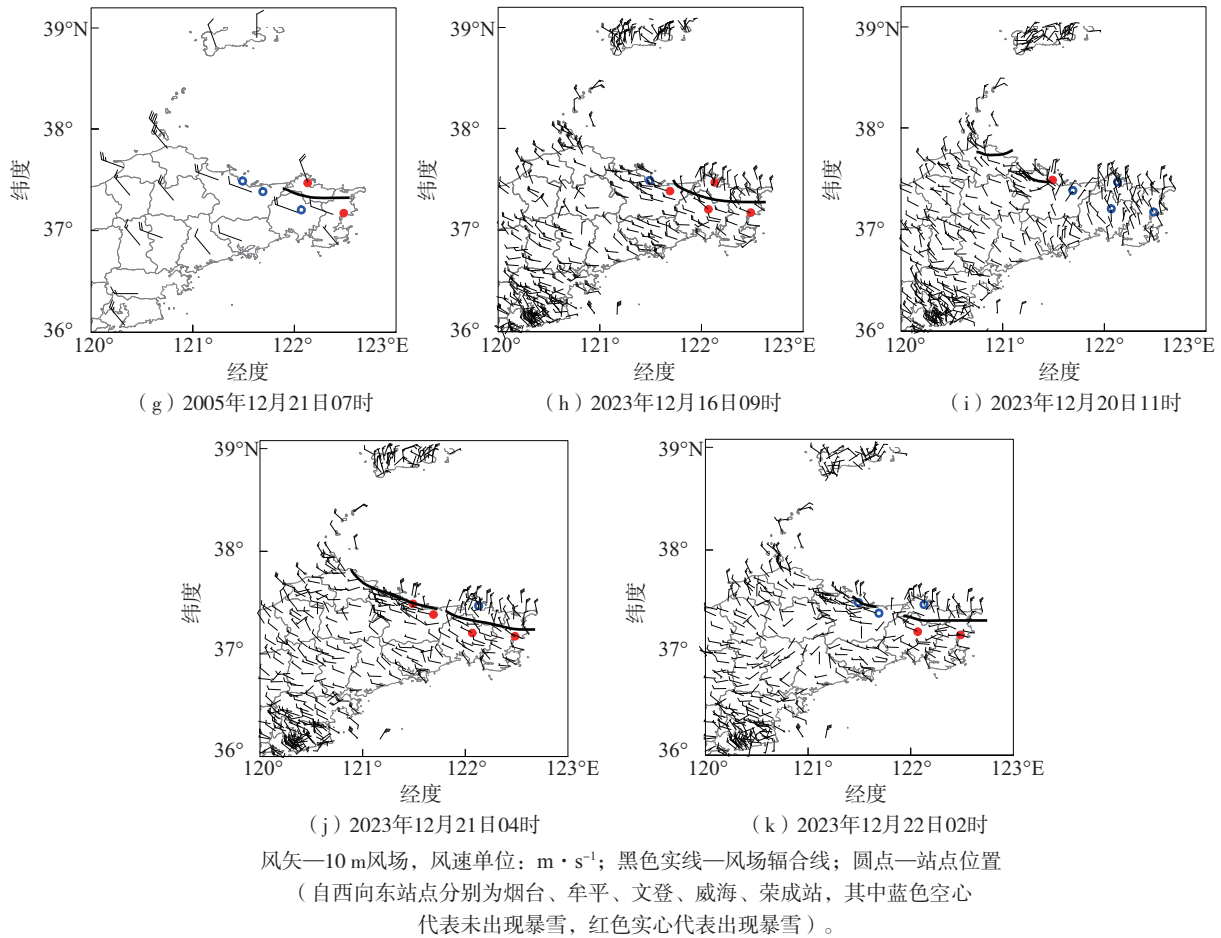 39°N
38°
37°
36°
120
121
122
123°E
纬度
经度
（g）2005年12月21日07时
39°N
38°
37°
36°
120°
121°
122°
123°E
纬度
经度
（h）2023年12月16日09时
39°N
38°
37°
36°
120°
121°
122°
123°E
纬度
经度
（i）2023年12月20日11时
39°N
38°
37°
36°
120°
121°
122°
123°E
纬度
经度
（j）2023年12月21日04时
39°N
38°
37°
36°
120°
121°
122°
123°E
纬度
经度
（k）2023年12月22日02时
风矢—10 m风场，风速单位：m·s⁻¹；黑色实线—风场辐合线；圆点—站点位置
（自西向东站点分别为烟台、牟平、文登、威海、荣成站，其中蓝色空心
代表未出现暴雪，红色实心代表出现暴雪）。